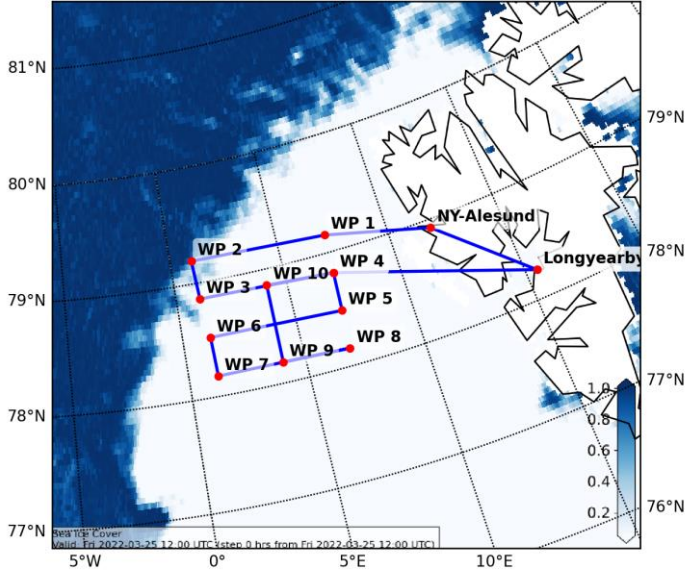 81°N
79°N
80°N
NY-Alesund
WP 1
WP 2
78°N
Longyearby
WP 4
WP 10
WP 3
79°N
WP 5
WP 6
WP 8
WP 9
WP 7
77°N
1.0
78°N
0.8
0.6
76°N
0.4
0.2
77°N
Sea Ice Cover
Valid: Fri 2022-03-25 12:00 UTC (step 0 hrs from Fri 2022-03-25 12:00 UTC)
5°W
0°
5°E
10°E